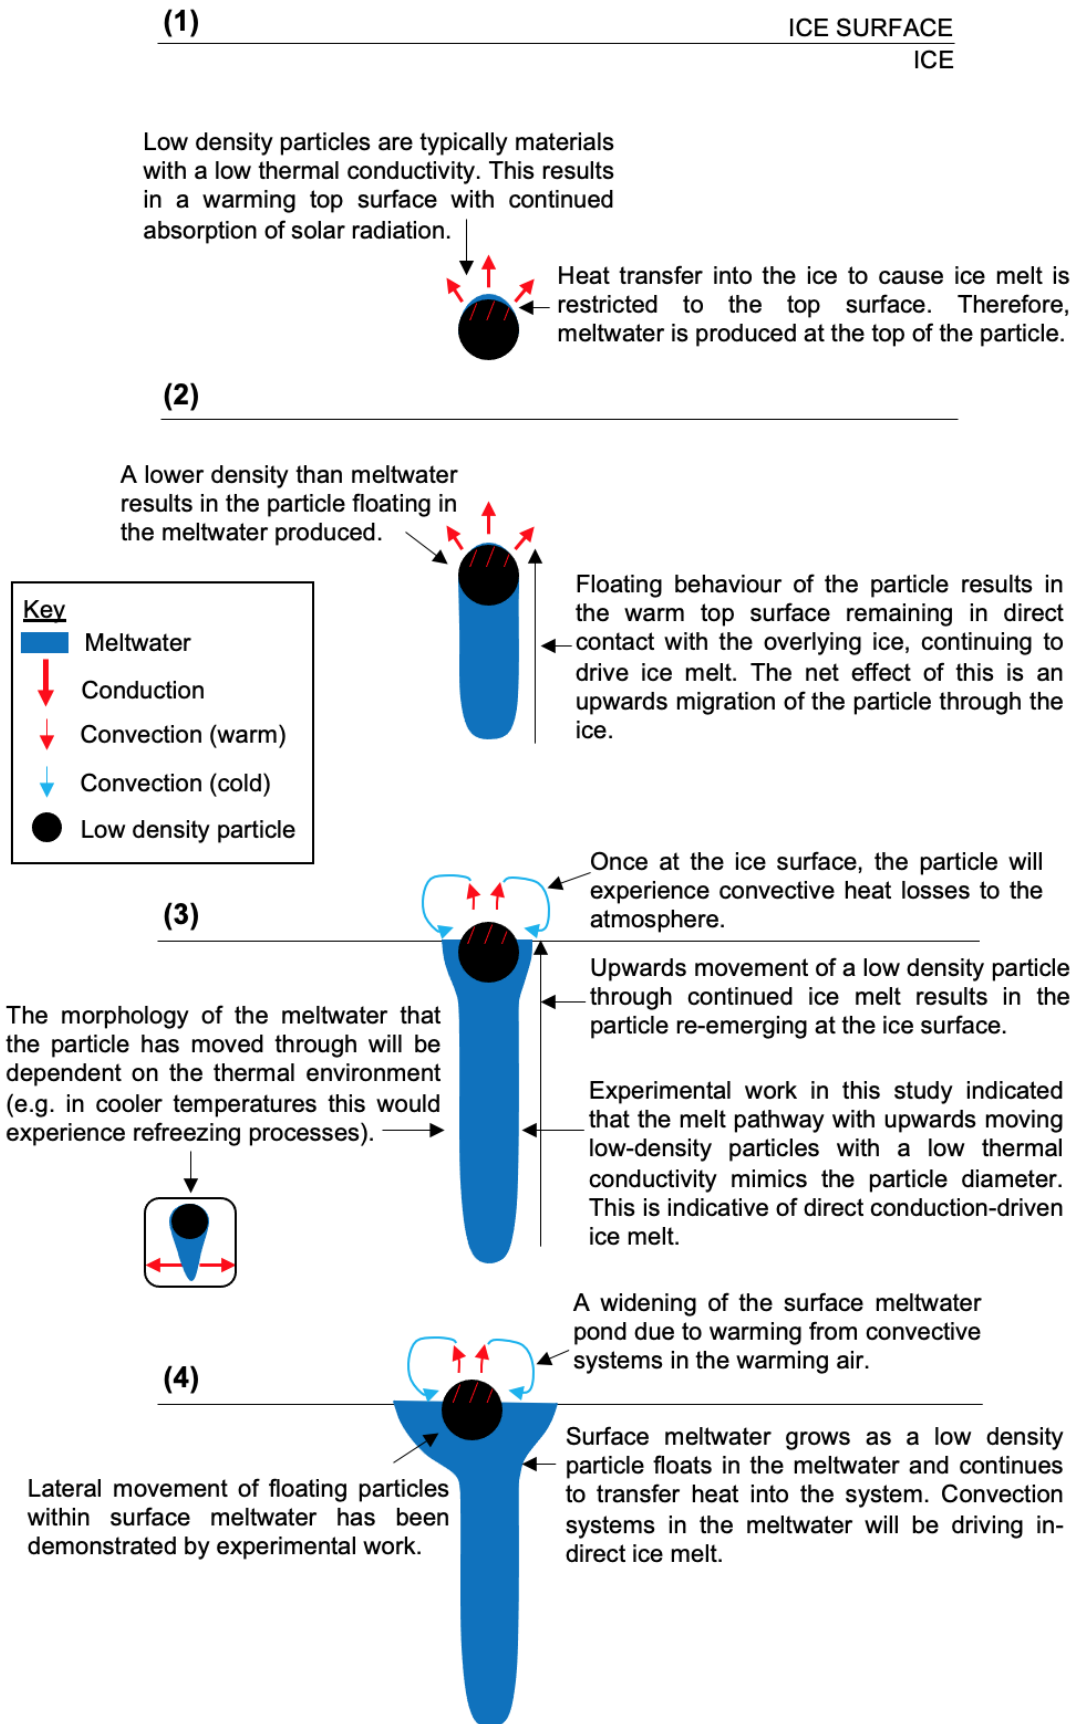 (1)
ICE SURFACE
ICE
Low density particles are typically materials
with a low thermal conductivity. This results
in a warming top surface with continued
absorption of solar radiation.
Heat transfer into the ice to cause ice melt is
restricted to the top surface. Therefore,
meltwater is produced at the top of the particle.
(2)
A lower density than meltwater
results in the particle floating in
the meltwater produced.
Floating behaviour of the particle results in
the warm top surface remaining in direct
contact with the overlying ice, continuing to
drive ice melt. The net effect of this is an
upwards migration of the particle through the
ice.
Key
Meltwater
Conduction
Convection (warm)
Convection (cold)
Low density particle
(3)
Once at the ice surface, the particle will
experience convective heat losses to the
atmosphere.
Upwards movement of a low density particle
through continued ice melt results in the
particle re-emerging at the ice surface.
The morphology of the meltwater that
the particle has moved through will be
dependent on the thermal environment
(e.g. in cooler temperatures this would
experience refreezing processes).
Experimental work in this study indicated
that the melt pathway with upwards moving
low-density particles with a low thermal
conductivity mimics the particle diameter.
This is indicative of direct conduction-driven
ice melt.
(4)
A widening of the surface meltwater
pond due to warming from convective
systems in the warming air.
Surface meltwater grows as a low density
particle floats in the meltwater and continues
to transfer heat into the system. Convection
systems in the meltwater will be driving in-
direct ice melt.
Lateral movement of floating particles
within surface meltwater has been
demonstrated by experimental work.